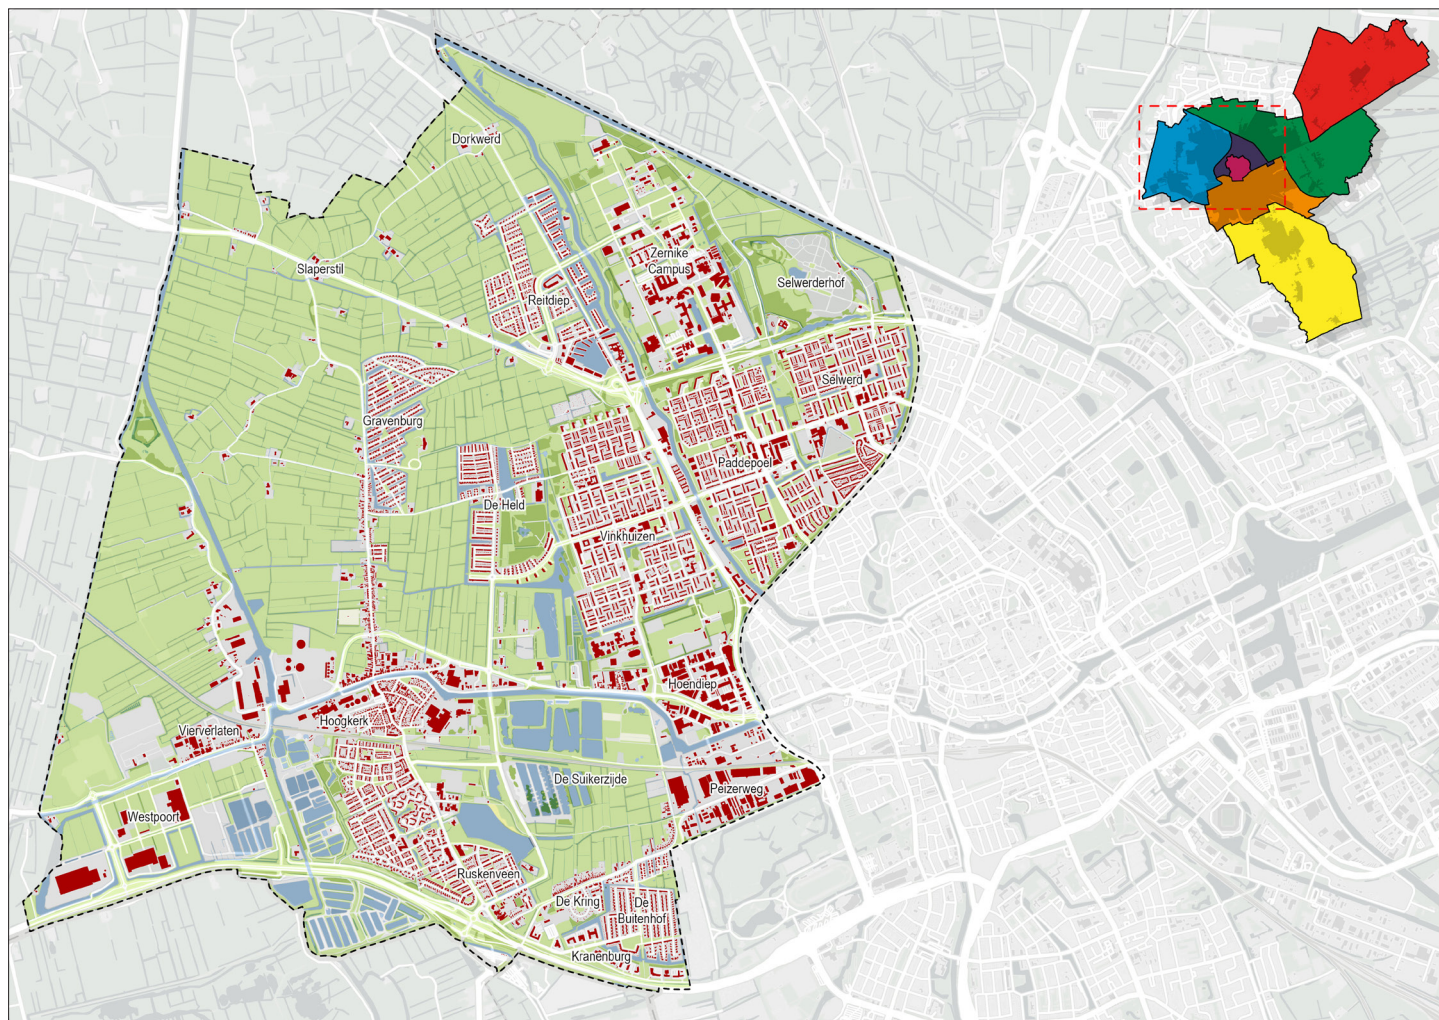 Dorkwerd
Zernike
Campus
Slaperstil
Selwerderhof
Reitdiep
Selwerd
Gravenburg
Paddepoel
De Held
Vinkhuizen
Hoendiep
Hoogkerk
Vierverlaten
De Suikerzijde
Peizerweg
Westpoort
Ruskenveen
De Kring
De
Buitenhof
Kranenburg